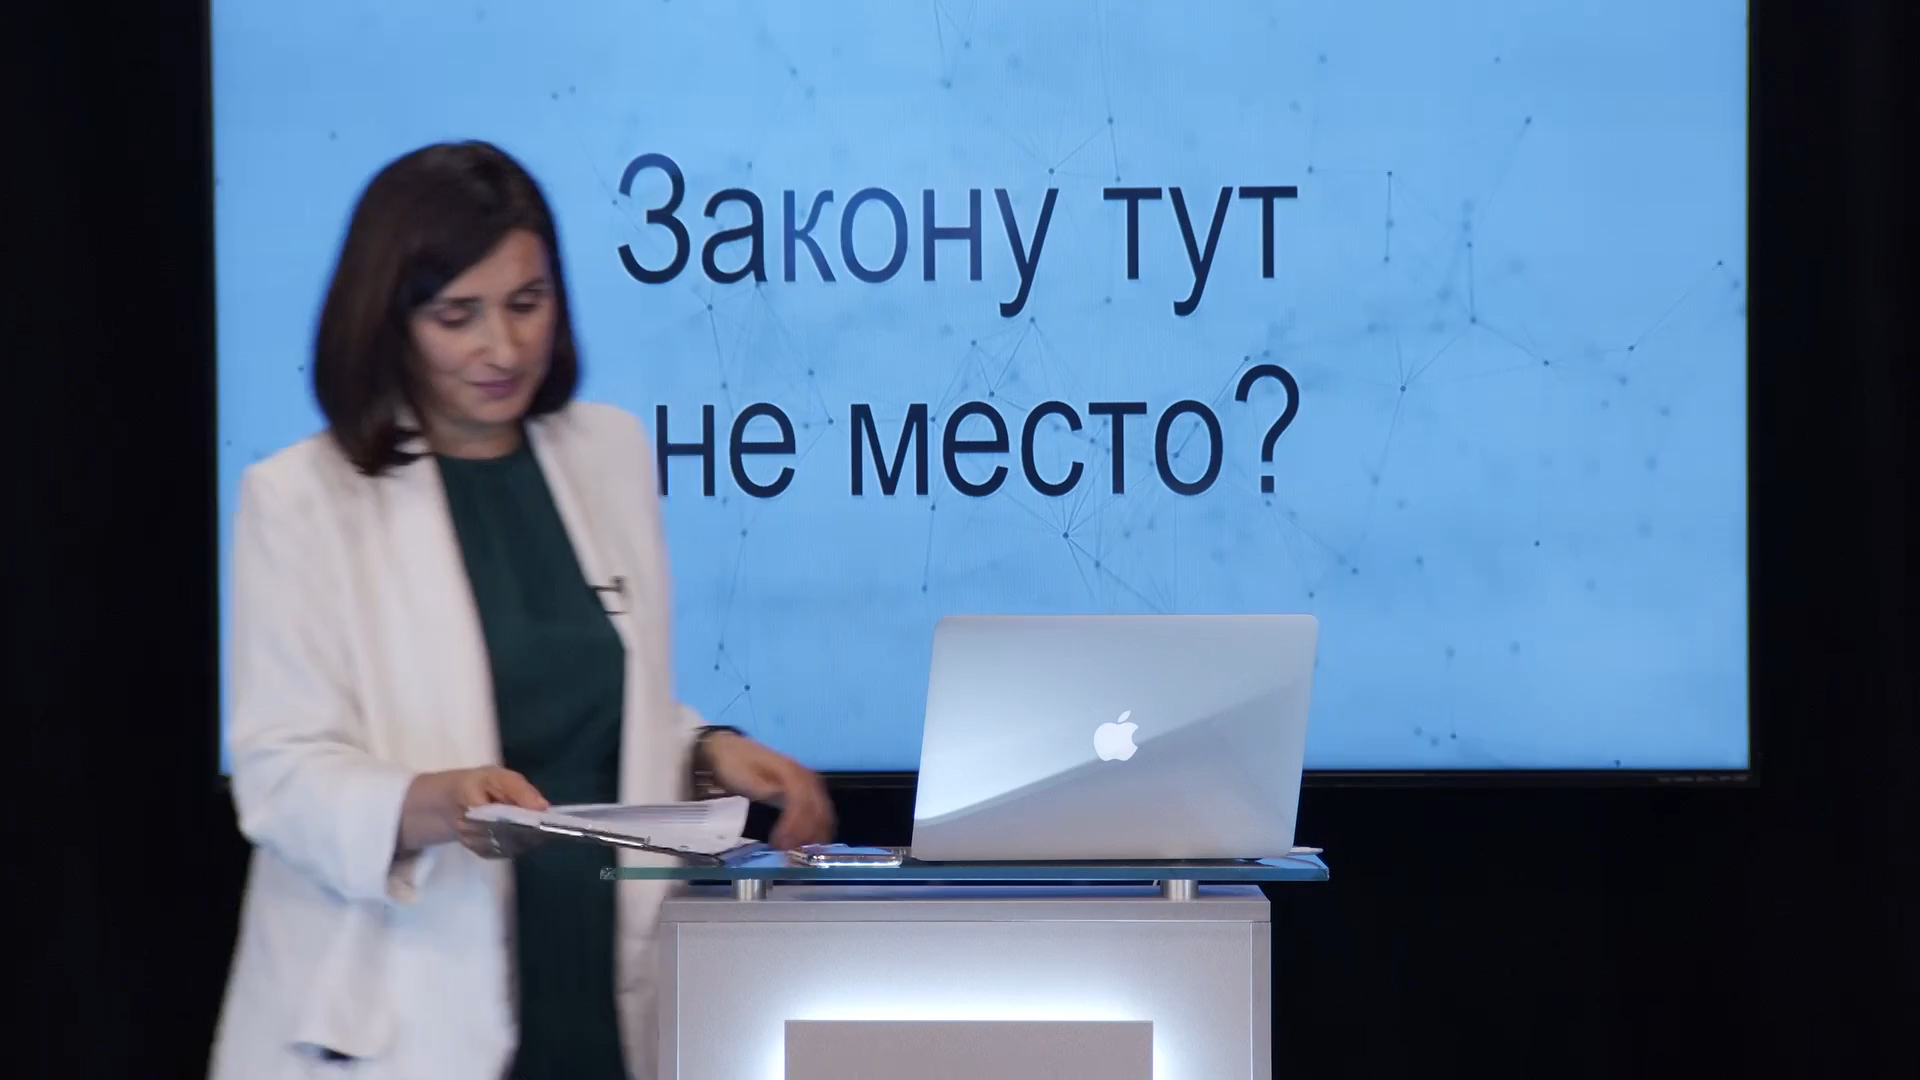 Закону тут
не место?